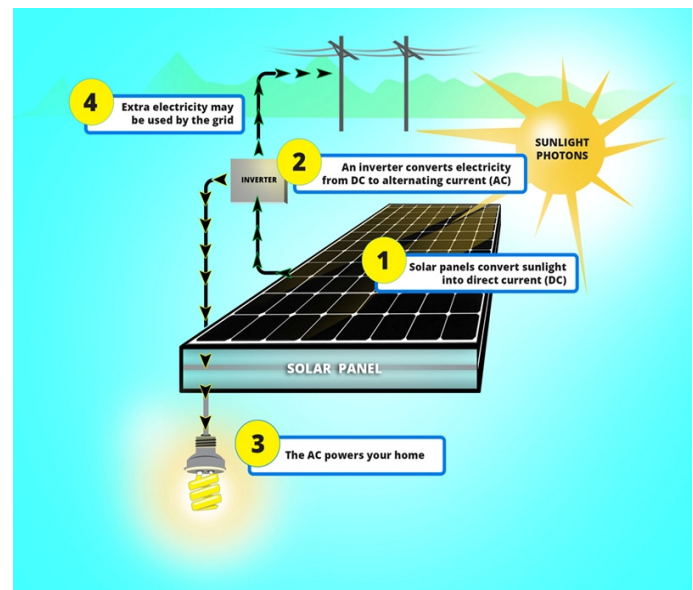 4
Extra electricity may
be used by the grid
SUNLIGHT
PHOTONS
INVERTER
2
An inverter converts electricity
from DC to alternating current (AC)
1
Solar panels convert sunlight
into direct current (DC)
SOLAR PANEL
3
The AC powers your home